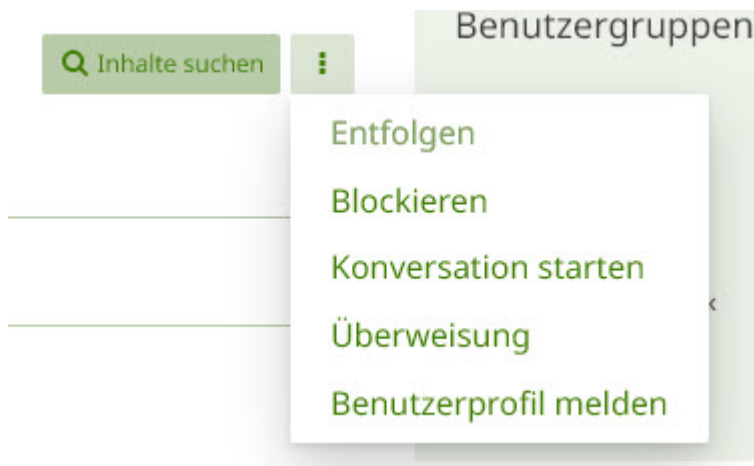 Benutzergruppen
Inhalte suchen
Entfolgen
Blockieren
Konversation starten
Überweisung
Benutzerprofil melden